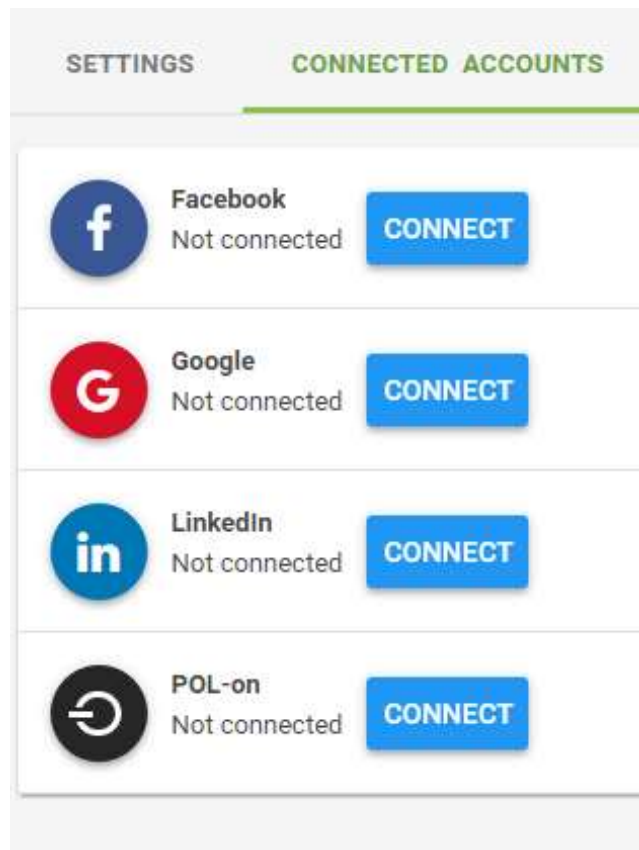 SETTINGS CONNECTED ACCOUNTS
f
Facebook
Not connected
CONNECT
G
Google
Not connected
CONNECT
in
LinkedIn
Not connected
CONNECT
POL-on
Not connected
CONNECT